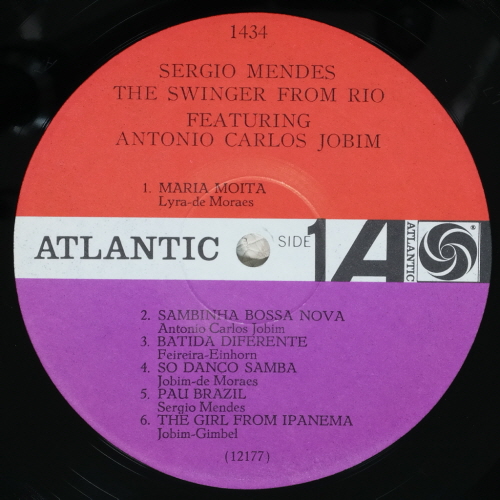 1434
SERGIO MENDES
THE SWINGER FROM RIO
FEATURING
ANTONIO CARLOS JOBIM
1. MARIA MOITA
Lyra-de Moraes
ATLANTIC SIDE 1 A ATLANTIC
2. SAMBINHA BOSSA NOVA
Antonio Carlos Jobim
3. BATIDA DIFERENTE
Feireira-Einhorn
4. SO DANCO SAMBA
Jobim-de Moraes
5. PAU BRAZIL
Sergio Mendes
6. THE GIRL FROM IPANEMA
Jobim-Gimbel
(12177)